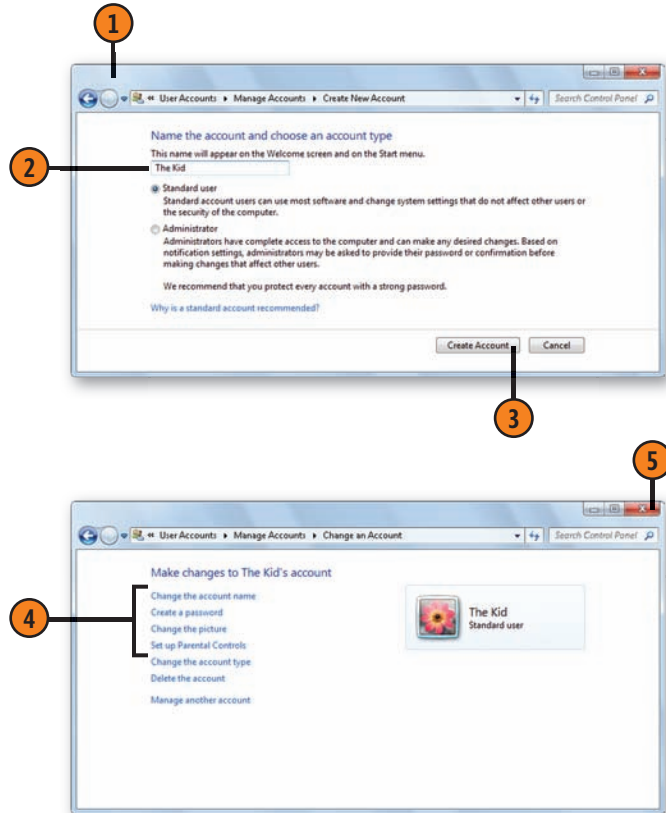 1
« User Accounts ▸ Manage Accounts ▸ Create New Account
Search Control Panel
Name the account and choose an account type
This name will appear on the Welcome screen and on the Start menu.
2
The Kid
Standard user
Standard account users can use most software and change system settings that do not affect other users or
the security of the computer.
Administrator
Administrators have complete access to the computer and can make any desired changes. Based on
notification settings, administrators may be asked to provide their password or confirmation before
making changes that affect other users.
We recommend that you protect every account with a strong password.
Why is a standard account recommended?
Create Account
Cancel
3
5
« User Accounts ▸ Manage Accounts ▸ Change an Account
Search Control Panel
Make changes to The Kid's account
4
Change the account name
Create a password
Change the picture
Set up Parental Controls
Change the account type
Delete the account
Manage another account
The Kid
Standard user